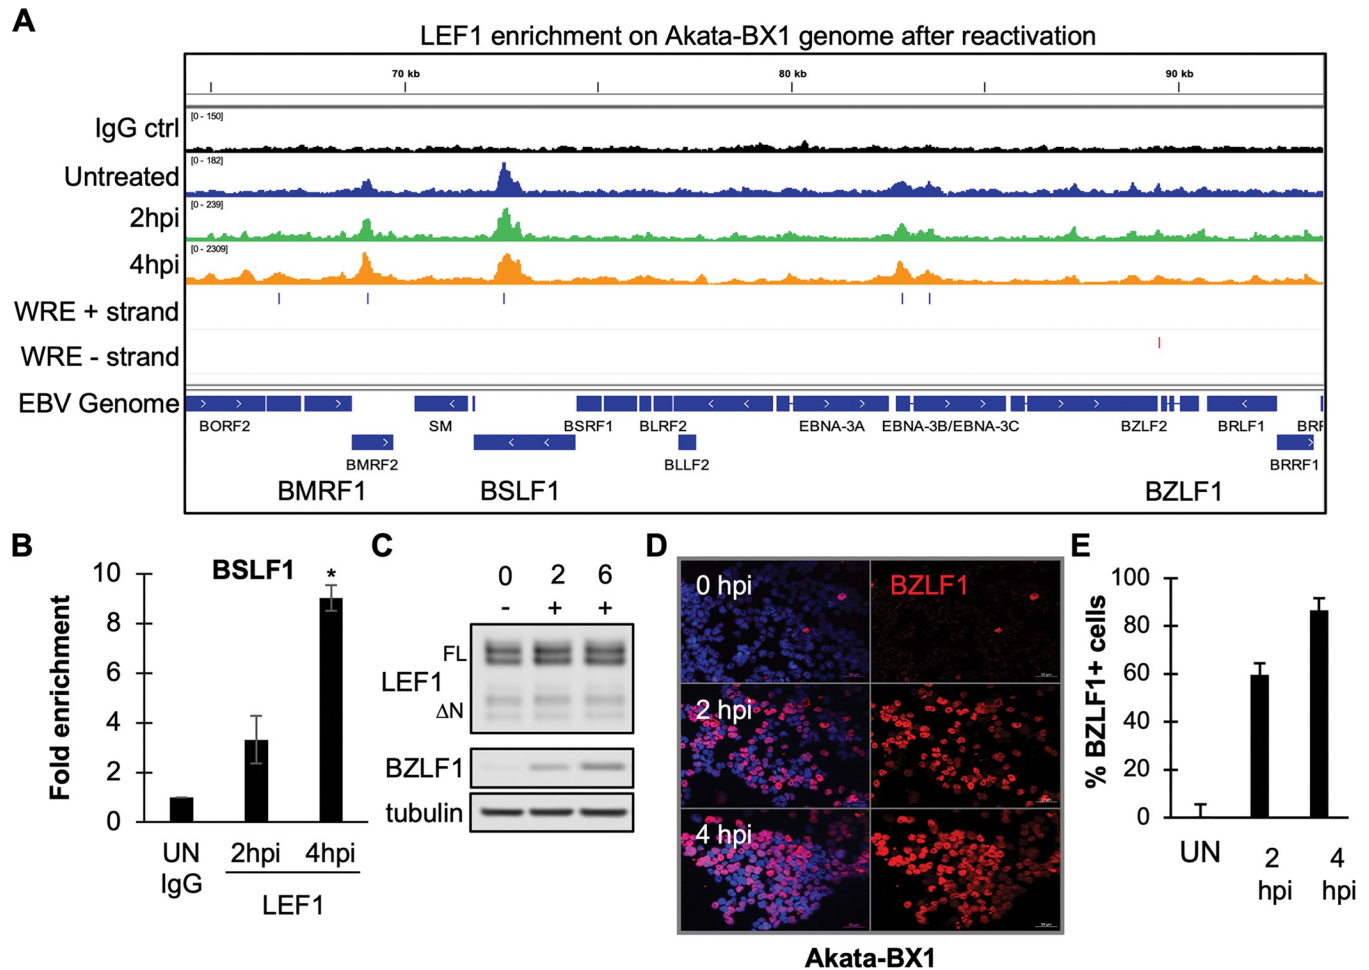 A
LEF1 enrichment on Akata-BX1 genome after reactivation
70 kb 80 kb 90 kb
IgG ctrl [0 - 150]
Untreated [0 - 182]
2hpi [0 - 239]
4hpi [0 - 2309]
WRE + strand
WRE - strand
EBV Genome
BORF2 SM BSRF1 BLRF2 EBNA-3A EBNA-3B/EBNA-3C BZLF2 BRLF1 BRF
BMRF2 BLLF2 BRRF1
BMRF1 BSLF1 BZLF1
B
BSLF1
Fold enrichment
10
8
6
4
2
0
*
UN IgG
2hpi 4hpi
LEF1
C
0 2 6
- + +
FL
LEF1
ΔN
BZLF1
tubulin
D
0 hpi BZLF1
2 hpi
4 hpi
Akata-BX1
E
% BZLF1+ cells
100
80
60
40
20
0
UN
2 hpi
4 hpi